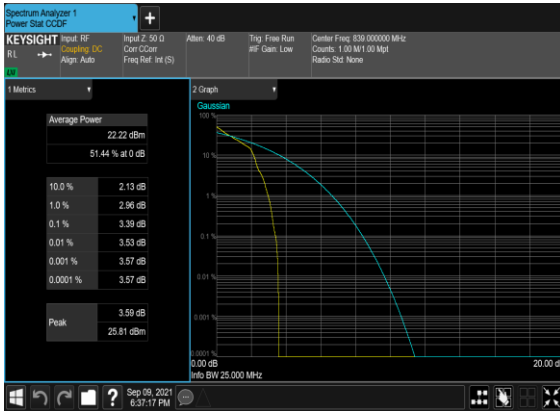 Spectrum Analyzer 1
Power Stat CCDF
KEYSIGHT
RL
Input: RF
Coupling: DC
Align: Auto
Input Z: 50 Ω
Corr CCorr
Freq Ref: Int (S)
Atten: 40 dB
Trig: Free Run
#IF Gain: Low
Center Freq: 839.000000 MHz
Counts: 1.00 M/1.00 Mpt
Radio Std: None
1 Metrics
Average Power
22.22 dBm
51.44 % at 0 dB
10.0 % 2.13 dB
1.0 % 2.96 dB
0.1 % 3.39 dB
0.01 % 3.53 dB
0.001 % 3.57 dB
0.0001 % 3.57 dB
Peak
3.59 dB
25.81 dBm
2 Graph
Gaussian
100 %
10 %
1 %
0.1 %
0.01 %
0.001 %
0.0001 %
0.00 dB
20.00
Info BW 25.000 MHz
?
Sep 09, 2021
6:37:17 PM